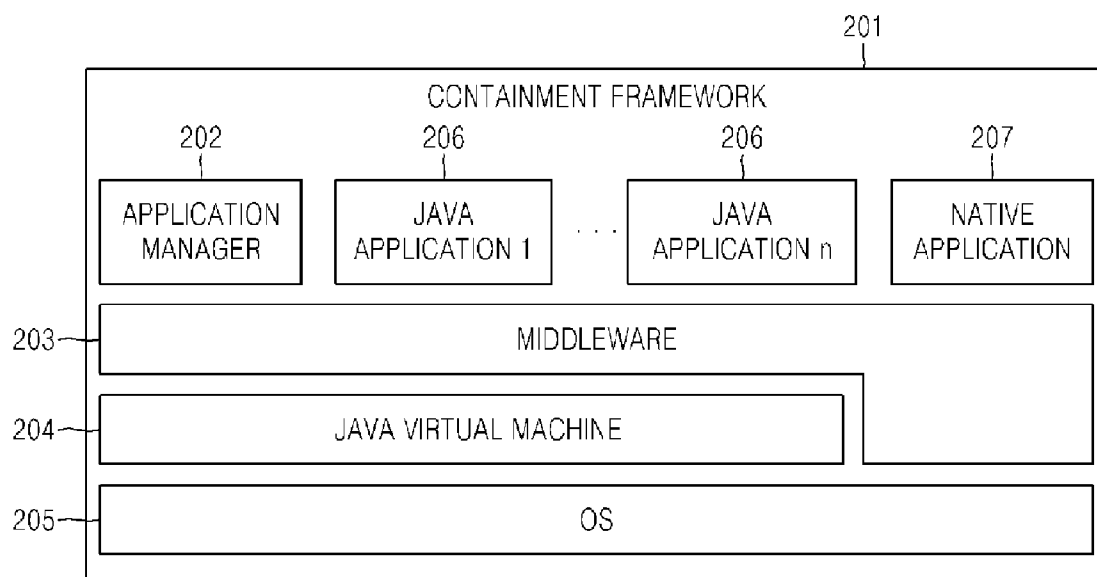 201
CONTAINMENT FRAMEWORK
202
206
206
207
APPLICATION
MANAGER
JAVA
APPLICATION 1
. . .
JAVA
APPLICATION n
NATIVE
APPLICATION
203
MIDDLEWARE
204
JAVA VIRTUAL MACHINE
205
OS